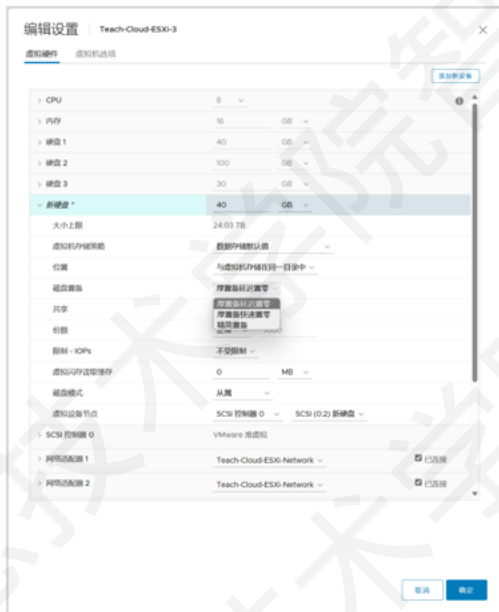 编辑设置 Teach-Cloud-ESXi-3
虚拟硬件 虚拟机选项
添加新设备
CPU 8
内存 16 GB
硬盘 1 40 GB
硬盘 2 100 GB
硬盘 3 30 GB
新硬盘 * 40 GB
大小上限 24.03 TB
虚拟机存储策略 数据存储默认值
位置 与虚拟机存储在同一目录中
磁盘置备 厚置备延迟置零
厚置备延迟置零
共享 厚置备快速置零
精简置备
份额 正常 1000
限制 - IOPs 不受限制
虚拟闪存读取缓存 0 MB
磁盘模式 从属
虚拟设备节点 SCSI 控制器 0 SCSI (0:2) 新硬盘
SCSI 控制器 0 VMware 准虚拟
网络适配器 1 Teach-Cloud-ESXi-Network 已连接
网络适配器 2 Teach-Cloud-ESXi-Network 已连接
取消 确定